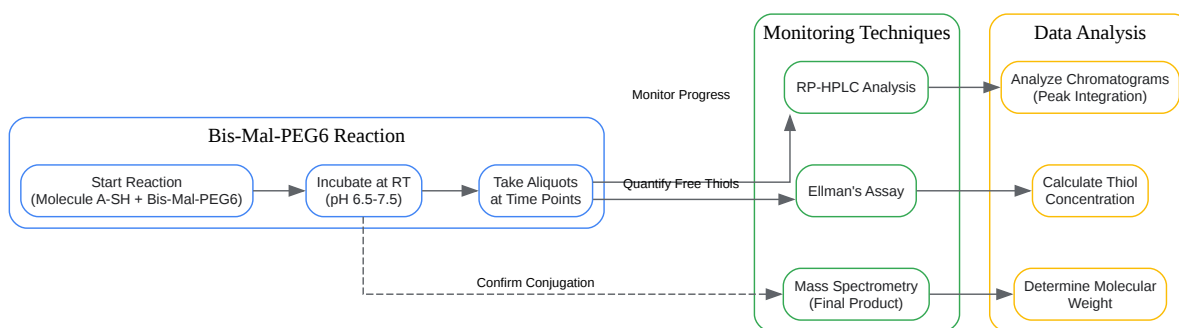 Monitoring Techniques
Data Analysis
RP-HPLC Analysis
Analyze Chromatograms
(Peak Integration)
Monitor Progress
Bis-Mal-PEG6 Reaction
Start Reaction
(Molecule A-SH + Bis-Mal-PEG6)
Incubate at RT
(pH 6.5-7.5)
Take Aliquots
at Time Points
Quantify Free Thiols
Ellman's Assay
Calculate Thiol
Concentration
Confirm Conjugation
Mass Spectrometry
(Final Product)
Determine Molecular
Weight